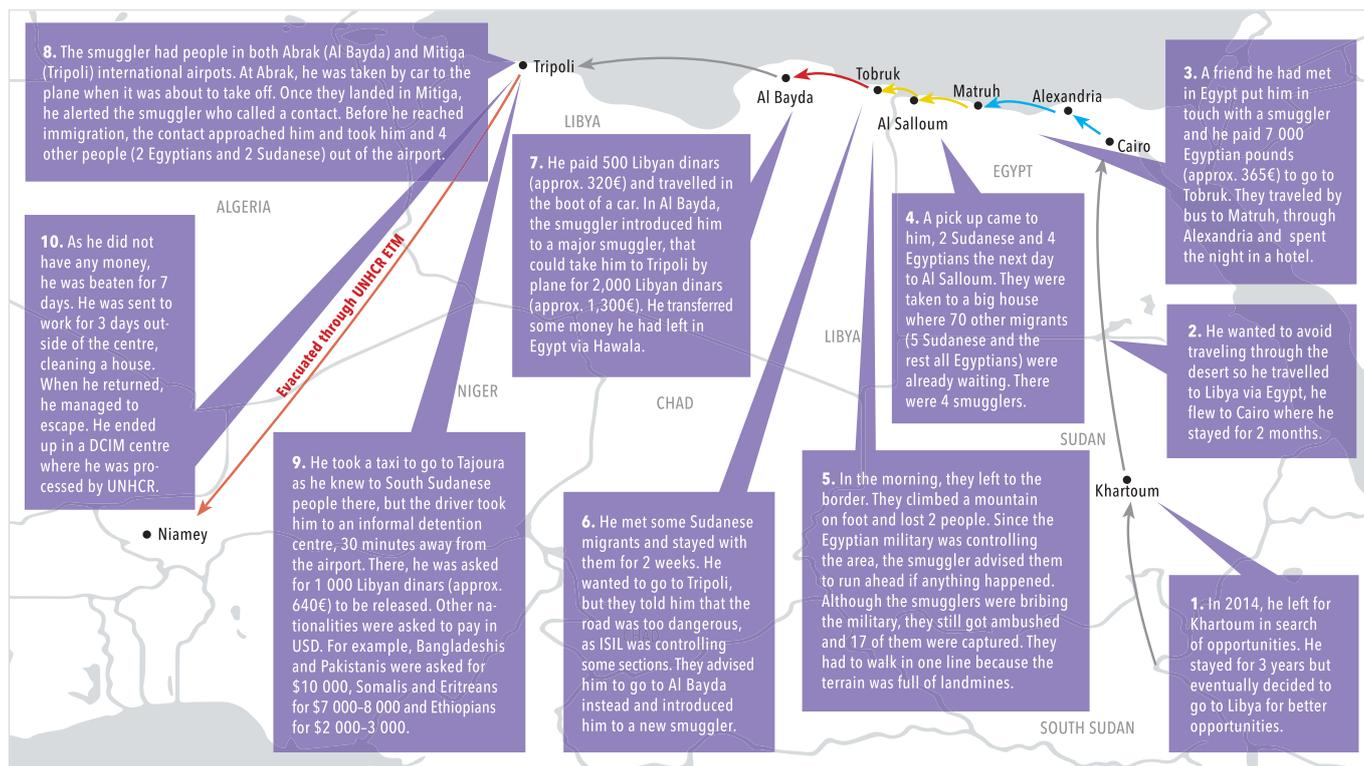 8. The smuggler had people in both Abrak (Al Bayda) and Mitiga
(Tripoli) international airpots. At Abrak, he was taken by car to the
plane when it was about to take off. Once they landed in Mitiga,
he alerted the smuggler who called a contact. Before he reached
immigration, the contact approached him and took him and 4
other people (2 Egyptians and 2 Sudanese) out of the airport.
Tripoli
Al Bayda
Tobruk
Al Salloum
Matruh
Alexandria
Cairo
3. A friend he had met
in Egypt put him in
touch with a smuggler
and he paid 7 000
Egyptian pounds
(approx. 365€) to go to
Tobruk. They traveled by
bus to Matruh, through
Alexandria and spent
the night in a hotel.
LIBYA
EGYPT
ALGERIA
7. He paid 500 Libyan dinars
(approx. 320€) and travelled in
the boot of a car. In Al Bayda,
the smuggler introduced him
to a major smuggler, that
could take him to Tripoli by
plane for 2,000 Libyan dinars
(approx. 1,300€). He transferred
some money he had left in
Egypt via Hawala.
4. A pick up came to
him, 2 Sudanese and 4
Egyptians the next day
to Al Salloum. They were
taken to a big house
where 70 other migrants
(5 Sudanese and the
rest all Egyptians) were
already waiting. There
were 4 smugglers.
10. As he did not
have any money,
he was beaten for 7
days. He was sent to
work for 3 days out-
side of the centre,
cleaning a house.
When he returned,
he managed to
escape. He ended
up in a DCIM centre
where he was pro-
cessed by UNHCR.
Evacuated through UNHCR ETM
LIBYA
2. He wanted to avoid
traveling through the
desert so he travelled
to Libya via Egypt, he
flew to Cairo where he
stayed for 2 months.
NIGER
CHAD
SUDAN
Khartoum
Niamey
9. He took a taxi to go to Tajoura
as he knew to South Sudanese
people there, but the driver took
him to an informal detention
centre, 30 minutes away from
the airport. There, he was asked
for 1 000 Libyan dinars (approx.
640€) to be released. Other na-
tionalities were asked to pay in
USD. For example, Bangladeshis
and Pakistanis were asked for
$10 000, Somalis and Eritreans
for $7 000–8 000 and Ethiopians
for $2 000–3 000.
6. He met some Sudanese
migrants and stayed with
them for 2 weeks. He
wanted to go to Tripoli,
but they told him that the
road was too dangerous,
as ISIL was controlling
some sections. They advised
him to go to Al Bayda
instead and introduced
him to a new smuggler.
CHAD
5. In the morning, they left to the
border. They climbed a mountain
on foot and lost 2 people. Since the
Egyptian military was controlling
the area, the smuggler advised them
to run ahead if anything happened.
Although the smugglers were bribing
the military, they still got ambushed
and 17 of them were captured. They
had to walk in one line because the
terrain was full of landmines.
1. In 2014, he left for
Khartoum in search
of opportunities. He
stayed for 3 years but
eventually decided to
go to Libya for better
opportunities.
SOUTH SUDAN